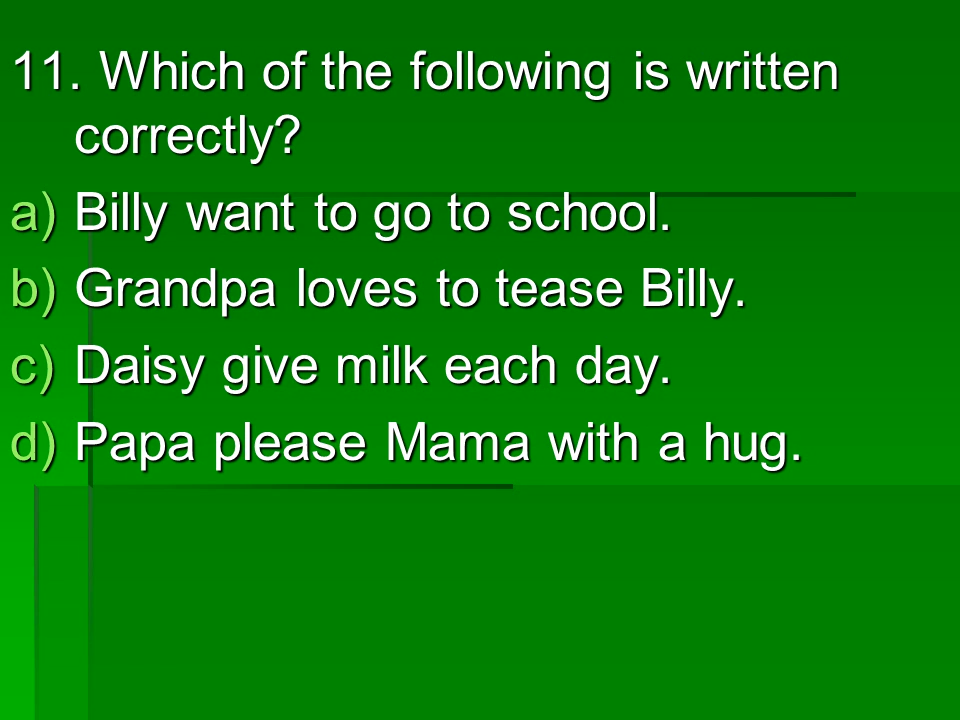 11. Which of the following is written
correctly?
a) Billy want to go to school.
b) Grandpa loves to tease Billy.
c) Daisy give milk each day.
d) Papa please Mama with a hug.